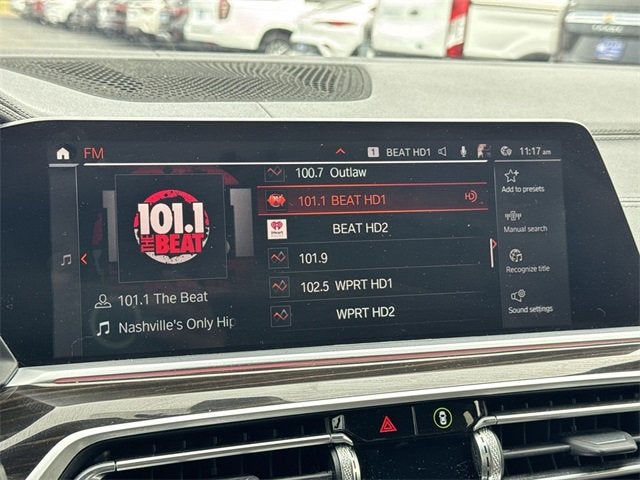 FM
1 BEAT HD1 11:17 am
101.1
THE BEAT
101.1 The Beat
Nashville's Only Hip
100.7 Outlaw
101.1 BEAT HD1
BEAT HD2
101.9
102.5 WPRT HD1
WPRT HD2
Add to presets
Manual search
Recognize title
Sound settings